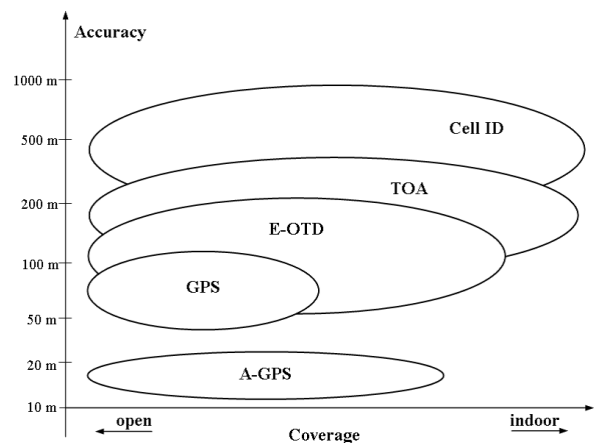 Accuracy
1000 m
500 m
Cell ID
TOA
200 m
E-OTD
100 m
GPS
50 m
20 m
A-GPS
10 m
open
indoor
Coverage